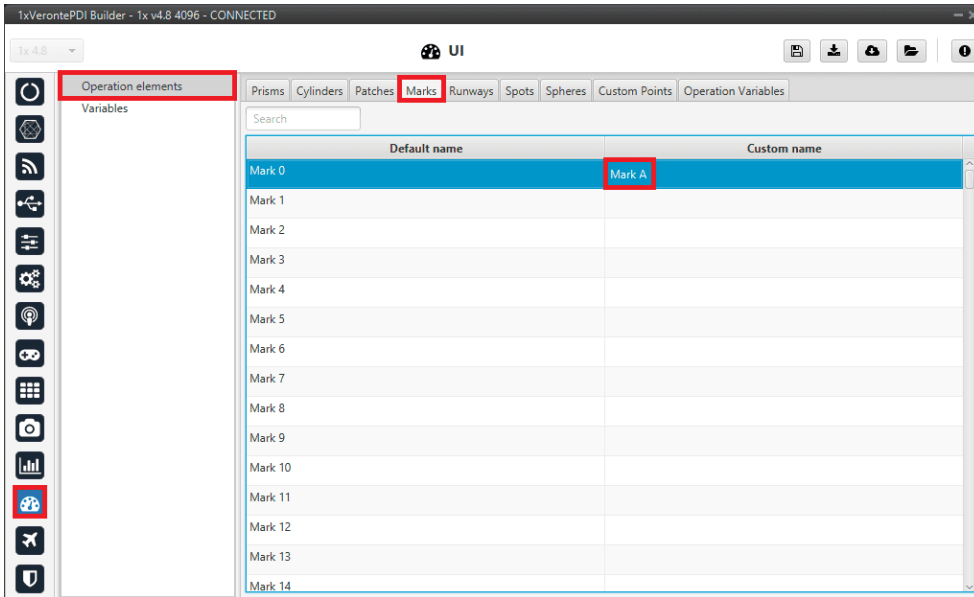 1xVerontePDI Builder - 1x v4.8 4096 - CONNECTED
1x 4.8
UI
Operation elements
Variables
Prisms Cylinders Patches Marks Runways Spots Spheres Custom Points Operation Variables
Search
Default name Custom name
Mark 0 Mark A
Mark 1
Mark 2
Mark 3
Mark 4
Mark 5
Mark 6
Mark 7
Mark 8
Mark 9
Mark 10
Mark 11
Mark 12
Mark 13
Mark 14